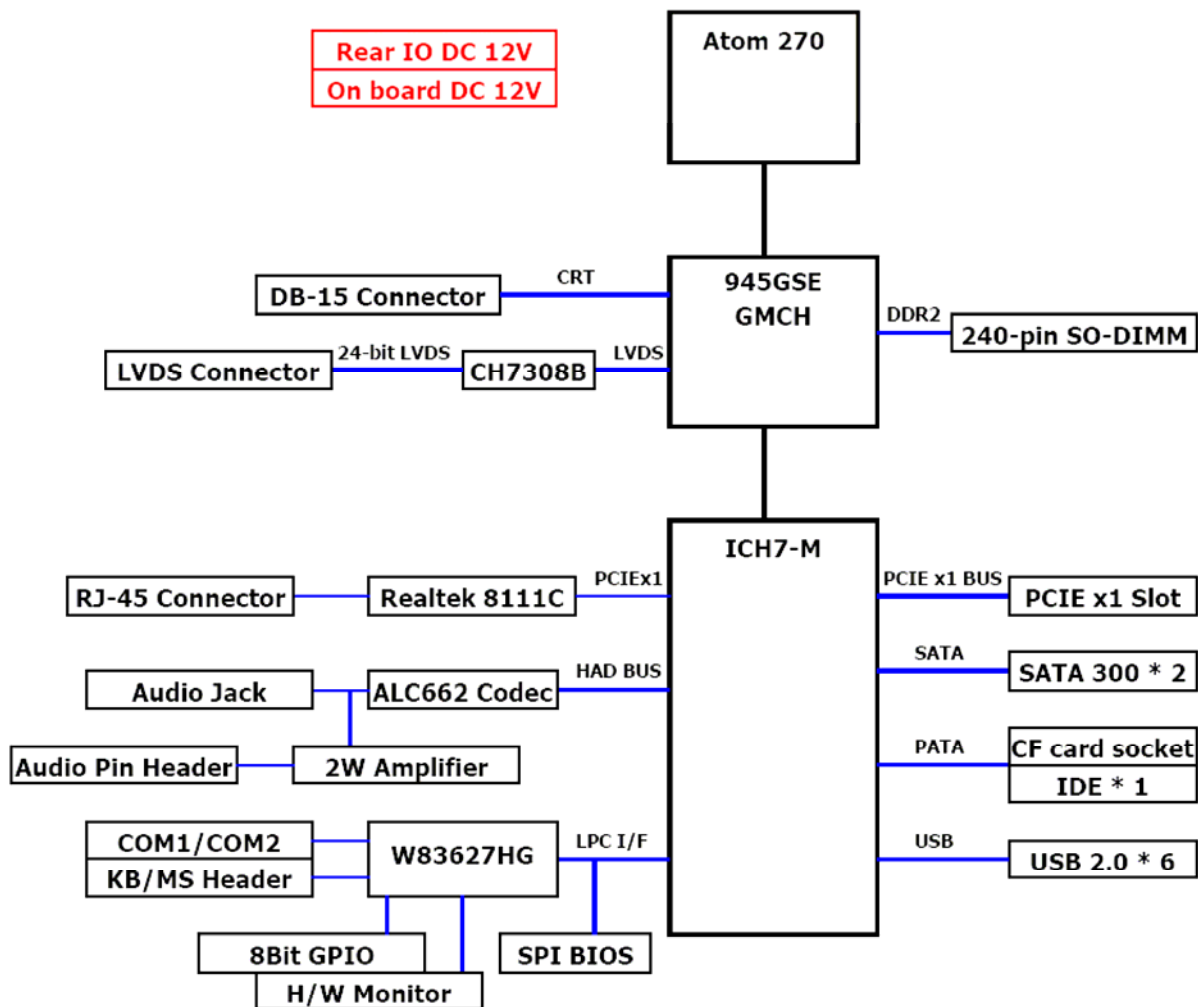 Rear IO DC 12V
On board DC 12V
Atom 270
945GSE
GMCH
CRT
DB-15 Connector
DDR2
240-pin SO-DIMM
24-bit LVDS
LVDS
LVDS Connector
CH7308B
ICH7-M
PCIEx1
RJ-45 Connector
Realtek 8111C
PCIE x1 BUS
PCIE x1 Slot
HAD BUS
Audio Jack
ALC662 Codec
SATA
SATA 300 * 2
Audio Pin Header
2W Amplifier
PATA
CF card socket
IDE * 1
COM1/COM2
KB/MS Header
W83627HG
LPC I/F
USB
USB 2.0 * 6
8Bit GPIO
H/W Monitor
SPI BIOS